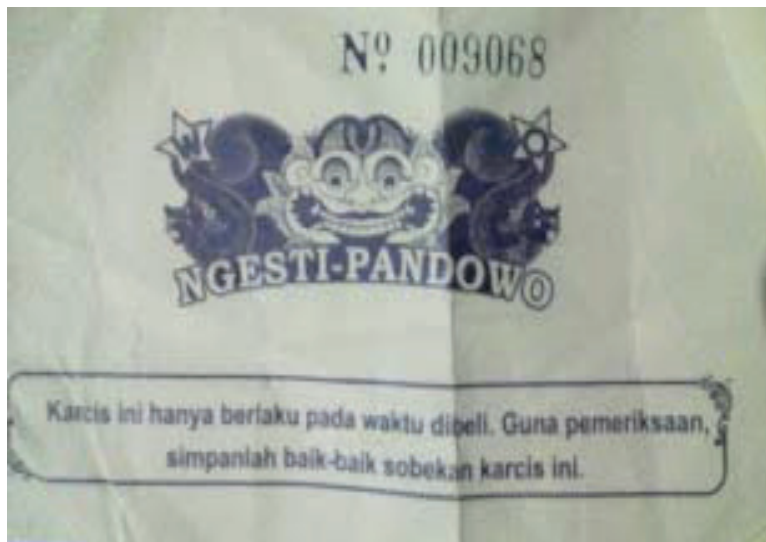 Nº 009068
W O
NGESTI-PANDOWO
Karcis ini hanya berlaku pada waktu dibeli. Guna pemeriksaan,
simpanlah baik-baik sobekan karcis ini.